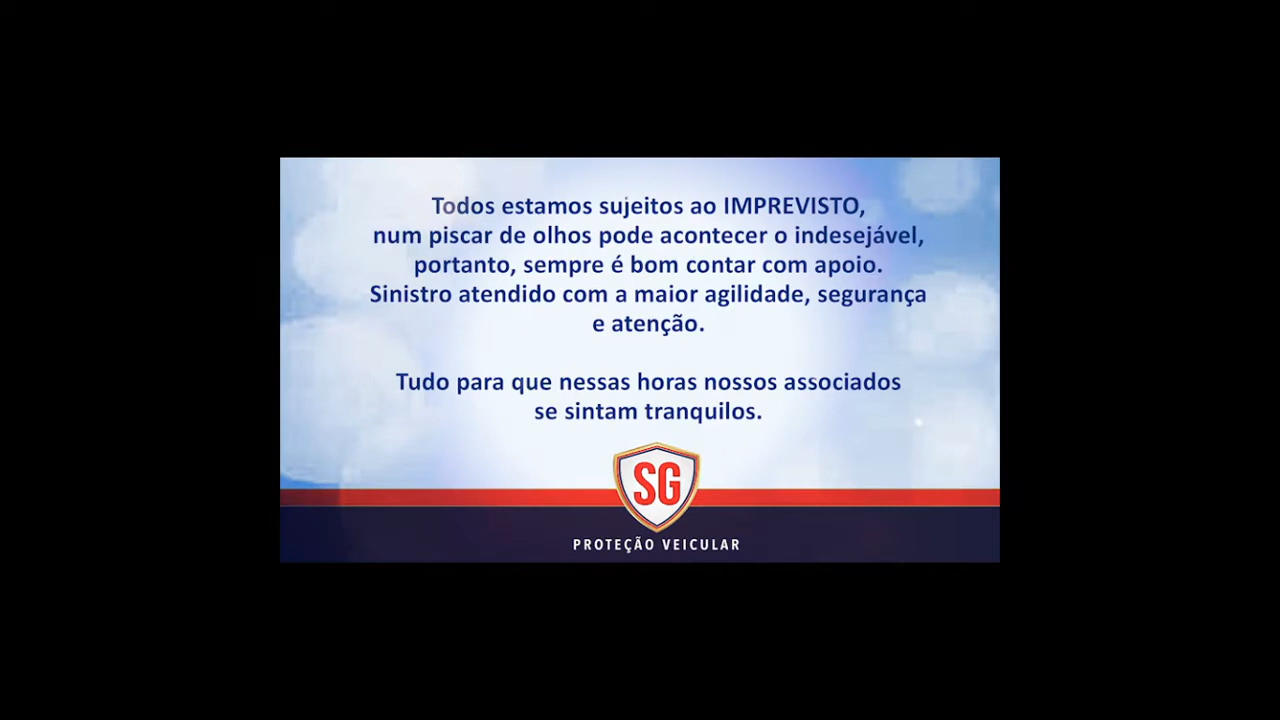 Todos estamos sujeitos ao IMPREVISTO,
num piscar de olhos pode acontecer o indesejável,
portanto, sempre é bom contar com apoio.
Sinistro atendido com a maior agilidade, segurança
e atenção.
Tudo para que nessas horas nossos associados
se sintam tranquilos.
SG
PROTEÇÃO VEICULAR